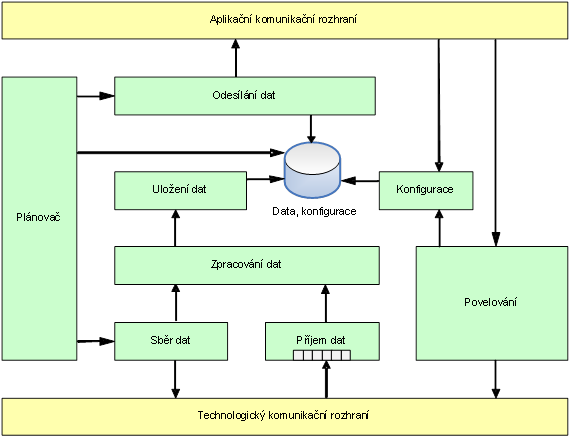 Aplikační komunikační rozhraní
Odesílání dat
Uložení dat
Konfigurace
Data, konfigurace
Plánovač
Zpracování dat
Povelování
Sběr dat
Příjem dat
Technologický komunikační rozhraní